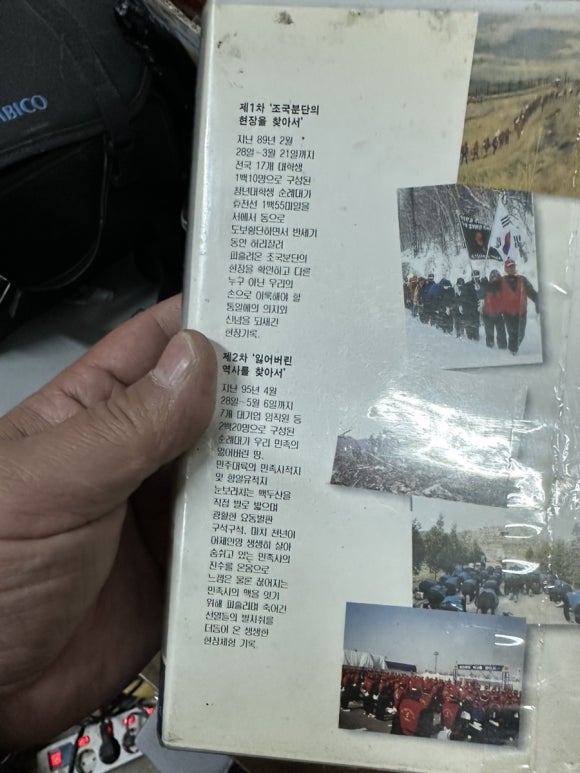 BICO
제1차 '조국분단의
현장을 찾아서'
지난 89년 2월
28일~3월 21일까지
전국 17개 대학생
1백10명으로 구성된
청년대학생 순례대가
휴전선 1백55마일을
서에서 동으로
도보횡단하면서 반세기
동안 허리잘려
피흘려온 조국분단의
현장을 확인하고 다른
누구 아닌 우리의
손으로 이룩해야 할
통일에의 의지와
신념을 되새긴
현장기록.
제2차 '잃어버린
역사를 찾아서'
지난 95년 4월
28일~5월 6일까지
7개 대기업 임직원 등
2백20명으로 구성된
순례대가 우리 민족의
잃어버린 땅,
만주대륙의 민족사적지
및 항일유적지
눈보라치는 백두산을
직접 발로 밟으며
광활한 요동벌판
구석구석, 마치 천년이
어제인양 생생히 살아
숨쉬고 있는 민족사의
진수를 온몸으로
느낌은 물론 끊어지는
민족사의 맥을 잇기
위해 피흘리며 죽어간
선열들의 발자취를
더듬어 온 생생한
현장체험 기록.